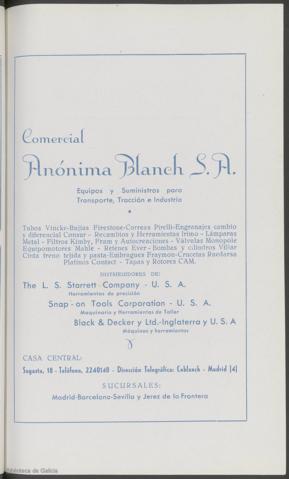 Comercial
Anónima Blanch S. A.
Equipos y Suministros para
Transporte, Tracción e Industria
Tubos Vincke-Bujías Firestone-Correas Pirelli-Engranajes cambio
y diferencial Consur - Recambios y Herramientas Irimo - Lámparas
Metal - Filtros Kimby, Fram y Autocreaciones - Válvulas Monopole
Equipomotores Mahle - Retenes Ever - Bombas y cilindros Villar
Cinta freno tejida y pasta-Embragues Fraymon-Crucetas Ruedarsa
Platinos Contact - Tapas y Rotores CAM.
DISTRIBUIDORES DE:
The L. S. Starrett Company - U. S. A.
Herramientas de precisión
Snap - on Tools Corporation - U. S. A.
Maquinaria y Herramientas de Taller
Black & Decker y Ltd.-Inglaterra y U. S. A
Máquinas y herramientas
CASA CENTRAL:
Sagasta, 18 - Teléfono, 2240140 - Dirección Telegráfica: Coblanch - Madrid (4)
SUCURSALES:
Madrid-Barcelona-Sevilla y Jerez de la Frontera
Biblioteca de Galicia